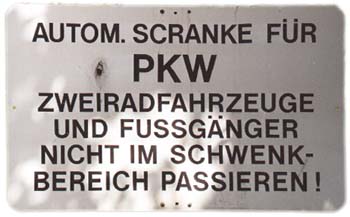 AUTOM. SCRANKE FÜR
PKW
ZWEIRADFAHRZEUGE
UND FUSSGÄNGER
NICHT IM SCHWENK-
BEREICH PASSIEREN!